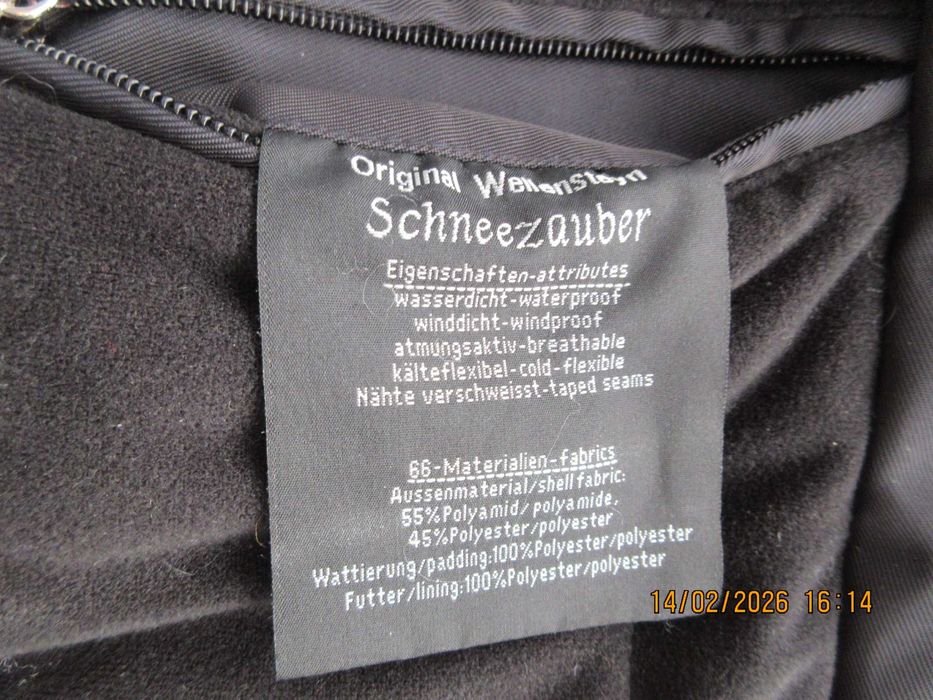 Original Wellensteyn
Schneezauber
Eigenschaften-attributes
wasserdicht-waterproof
winddicht-windproof
atmungsaktiv-breathable
kälteflexibel-cold-flexible
Nähte verschweisst-taped seams
66-Materialien-fabrics
Aussenmaterial/shell fabric:
55%Polyamid/polyamide,
45%Polyester/polyester
Wattierung/padding:100%Polyester/polyester
Futter/lining:100%Polyester/polyester
14/02/2026 16:14